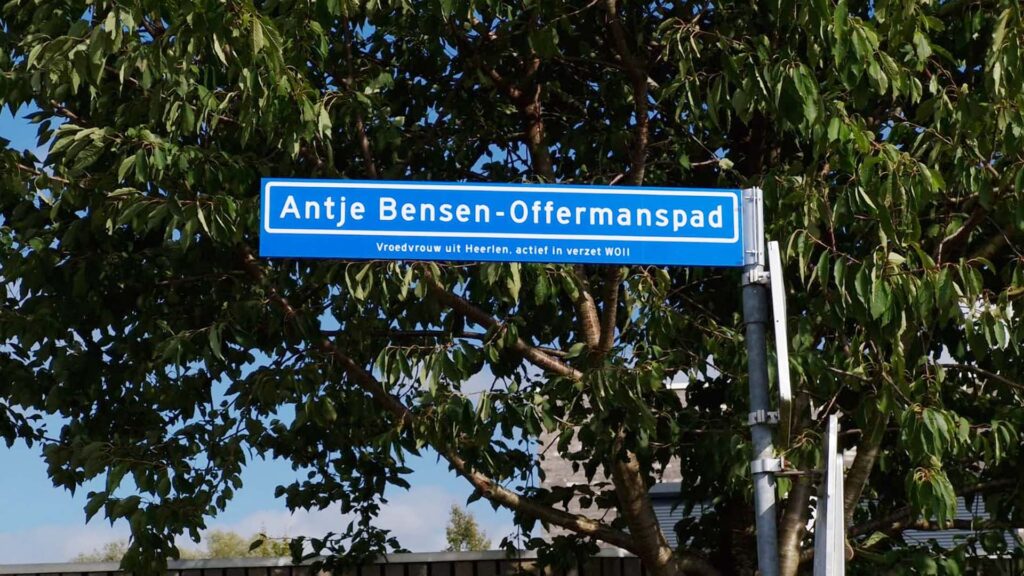 Antje Bensen-Offermanspad
Vroedvrouw uit Heerlen, actief in verzet WOII